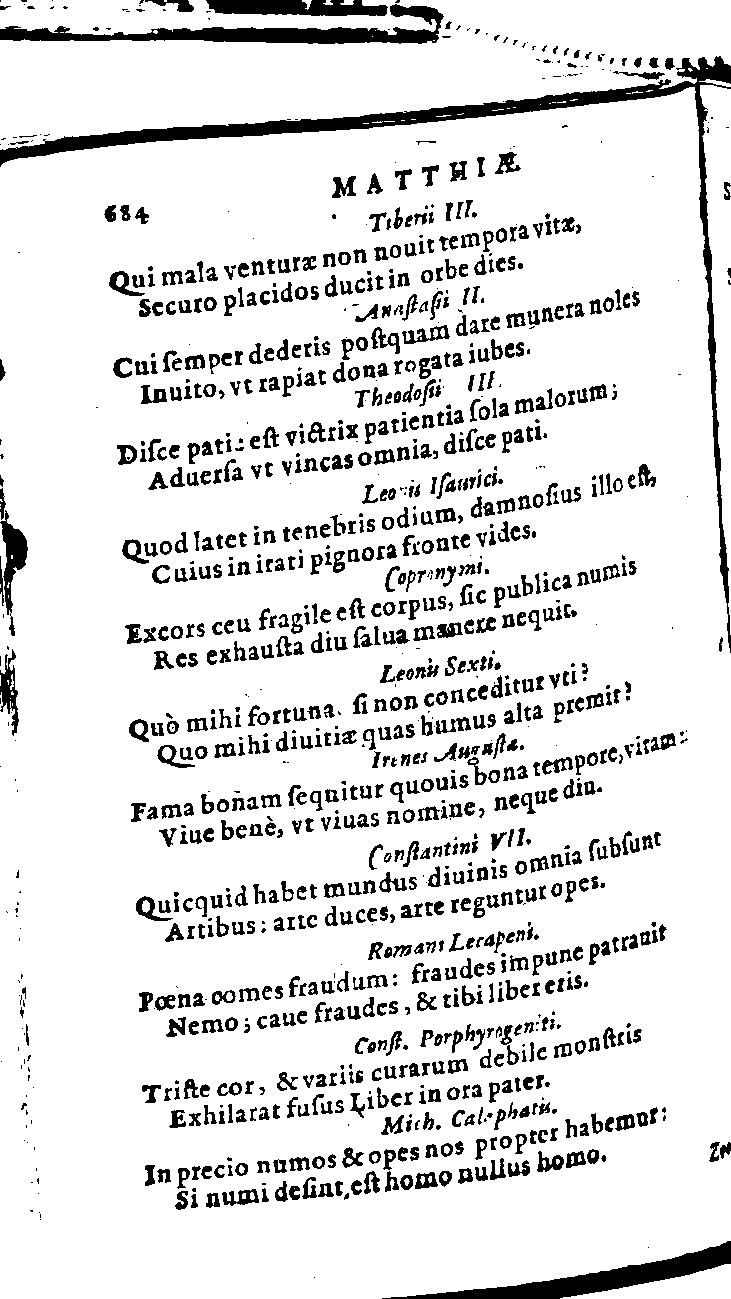 684
MATTHIÆ
Tiberii III.
Qui mala venturæ non nouit tempora vitæ,
Securo placidos ducit in orbe dies.
Anaſtaſii II.
Cui ſemper dederis poſtquam dare munera noles
Inuito, vt rapiat dona rogata iubes.
Theodoſii III.
Diſce pati: eſt victrix patientia ſola malorum;
Aduerſa vt vincas omnia, diſce pati.
Leonis Iſaurici.
Quod latet in tenebris odium, damnoſius illo eſt,
Cuius in irati pignora fronte vides.
Copronymi.
Excors ceu fragile eſt corpus, ſic publica numis
Res exhauſta diu ſalua manere nequit.
Leonis Sexti.
Quò mihi fortuna. ſi non conceditur vti?
Quo mihi diuitiæ quas humus alta premit?
Irenes Auguſtæ.
Fama bonam ſequitur quouis bona tempore, vitam:
Viue benè, vt viuas nomine, neque diu.
Conſtantini VII.
Quicquid habet mundus diuinis omnia ſubſunt
Artibus: arte duces, arte reguntur opes.
Romani Lecapeni.
Pœna comes fraudum: fraudes impune patrauit
Nemo; caue fraudes, & tibi liber eris.
Conſt. Porphyrogeniti.
Triſte cor, & variis curarum debile monſtris
Exhilarat fuſus Liber in ora pater.
Mich. Calephatis.
In precio numos & opes nos propter habemur:
Si numi deſint, eſt homo nullus homo.